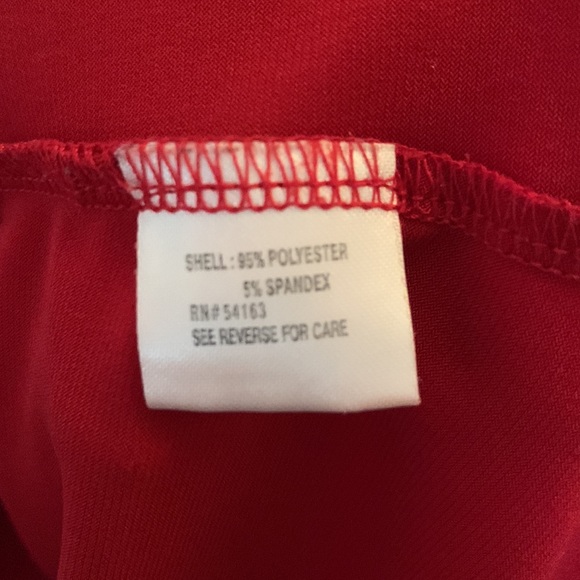 SHELL : 95% POLYESTER
5% SPANDEX
RN# 54163
SEE REVERSE FOR CARE